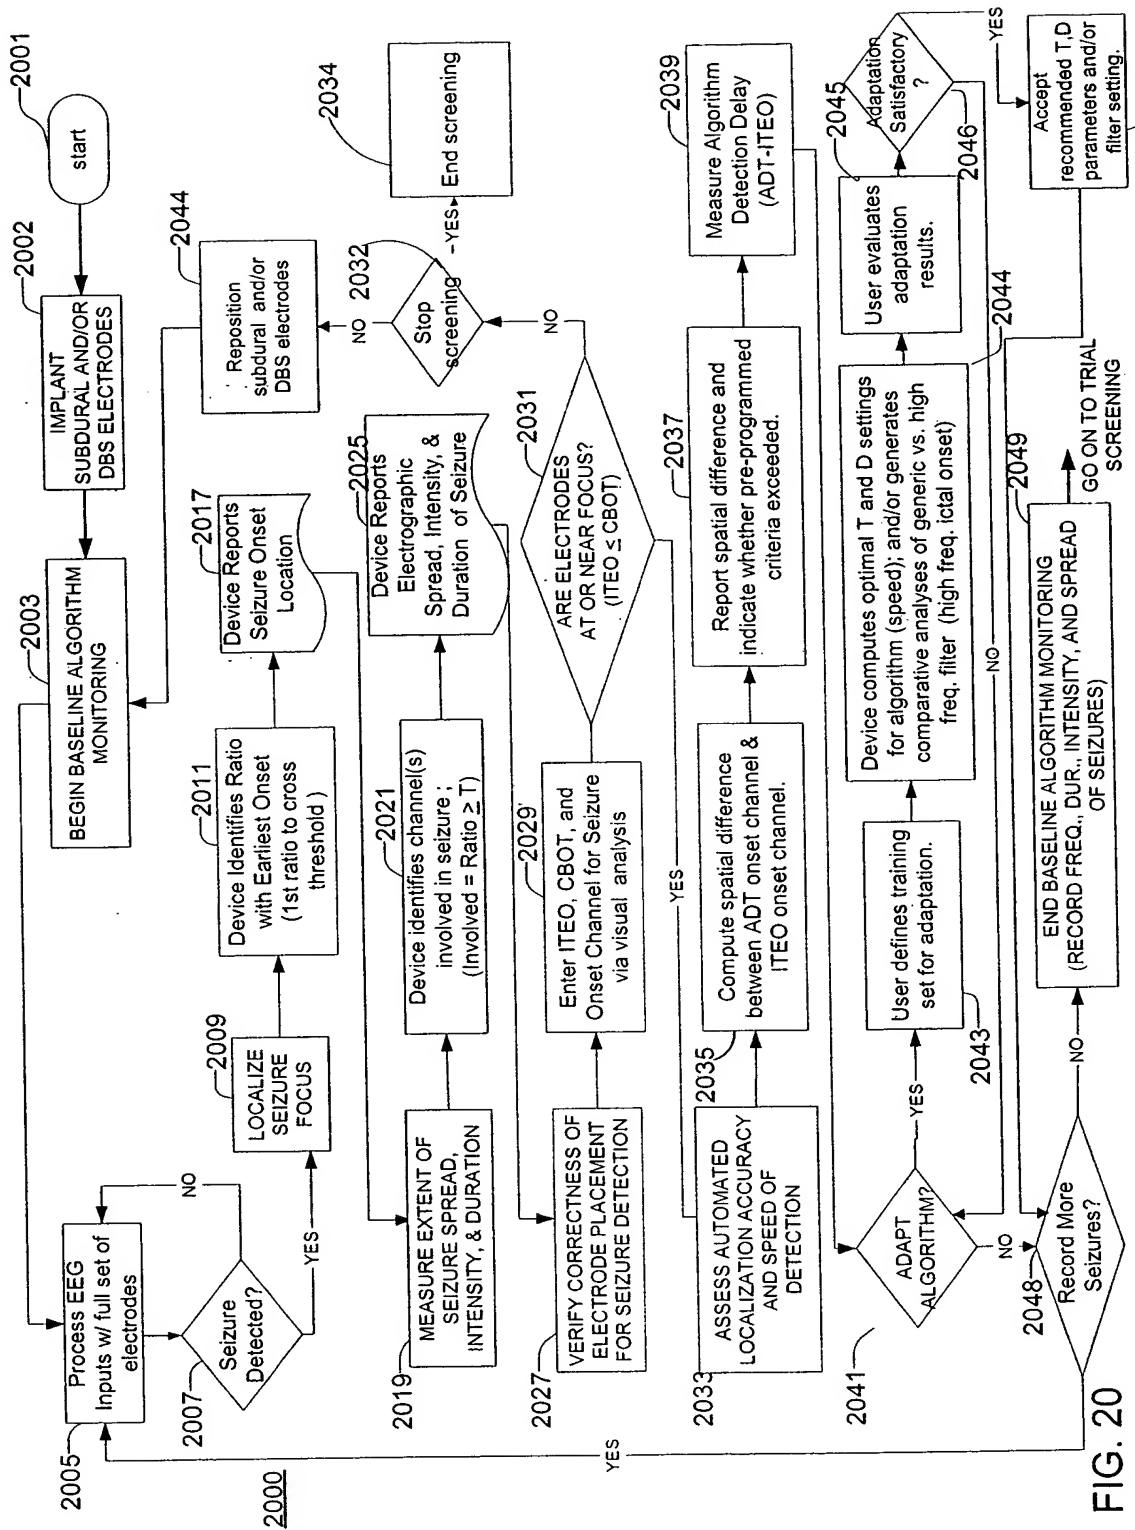 2000
2001
start
2002
IMPLANT
SUBDURAL AND/OR
DBS ELECTRODES
2003
BEGIN BASELINE ALGORITHM
MONITORING
2005
Process EEG
Inputs w/ full set of
electrodes
2007
Seizure
Detected?
NO
YES
2009
LOCALIZE
SEIZURE
FOCUS
2011
Device Identifies Ratio
with Earliest Onset
(1st ratio to cross
threshold )
2017
Device Reports
Seizure Onset
Location
2044
Reposition
subdural and/or
DBS electrodes
2019
MEASURE EXTENT OF
SEIZURE SPREAD,
INTENSITY, & DURATION
2021
Device identifies channel(s)
involved in seizure ;
(Involved = Ratio ≥ T)
2025
Device Reports
Electrographic
Spread, Intensity, &
Duration of Seizure
NO
2032
Stop
screening
YES
2034
End screening
2027
VERIFY CORRECTNESS OF
ELECTRODE PLACEMENT
FOR SEIZURE DETECTION
2029
Enter ITEO, CBOT, and
Onset Channel for Seizure
via visual analysis
2031
ARE ELECTRODES
AT OR NEAR FOCUS?
(ITEO ≤ CBOT)
NO
YES
2033
ASSESS AUTOMATED
LOCALIZATION ACCURACY
AND SPEED OF
DETECTION
2035
Compute spatial difference
between ADT onset channel &
ITEO onset channel.
2037
Report spatial difference and
indicate whether pre-programmed
criteria exceeded.
2039
Measure Algorithm
Detection Delay
(ADT-ITEO)
2041
ADAPT
ALGORITHM?
YES
NO
2043
User defines training
set for adaptation.
2044
Device computes optimal T and D settings
for algorithm (speed); and/or generates
comparative analyses of generic vs. high
freq. filter (high freq. ictal onset)
2045
User evaluates
adaptation
results.
2046
Adaptation
Satisfactory
?
NO
YES
Accept
recommended T,D
parameters and/or
filter setting.
2048
Record More
Seizures?
YES
NO
2049
END BASELINE ALGORITHM MONITORING
(RECORD FREQ., DUR., INTENSITY, AND SPREAD
OF SEIZURES)
GO ON TO TRIAL
SCREENING
FIG. 20